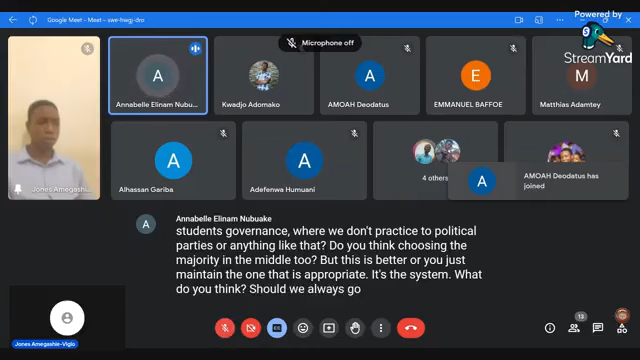 Google Meet - Meet – swe-hwgj-dro
Powered by
StreamYard
Microphone off
Annabelle Elinam Nubu...
Kwadjo Adomako
AMOAH Deodatus
EMMANUEL BAFFOE
Matthias Adamtey
Jones Amegashi...
Alhassan Gariba
Adefenwa Humuani
4 others
AMOAH Deodatus has
joined
Annabelle Elinam Nubuake
students governance, where we don't practice to political
parties or anything like that? Do you think choosing the
majority in the middle too? But this is better or you just
maintain the one that is appropriate. It's the system. What
do you think? Should we always go
Jones Amegashie-Viglo
13
A
A
A
E
M
A
A
A
A
CC